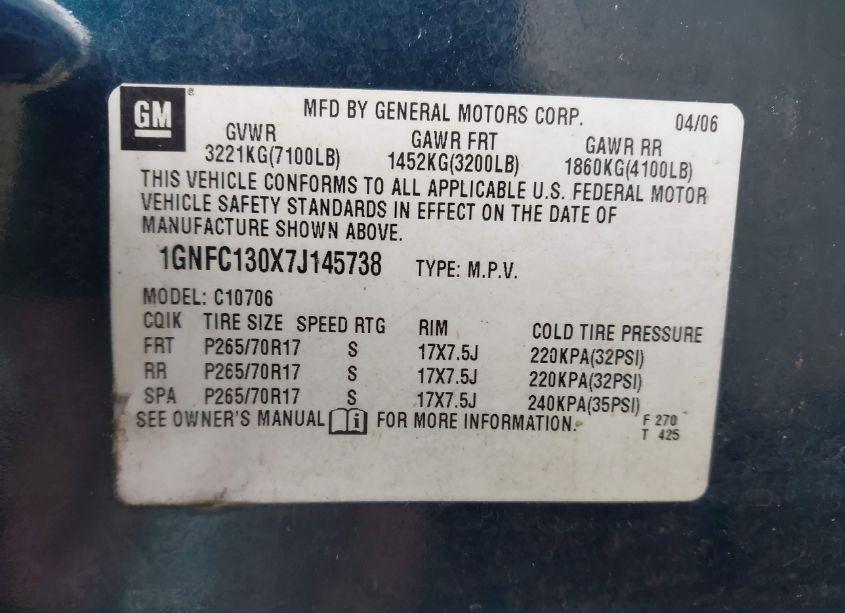 GM
MFD BY GENERAL MOTORS CORP. 04/06
GVWR GAWR FRT GAWR RR
3221KG(7100LB) 1452KG(3200LB) 1860KG(4100LB)
THIS VEHICLE CONFORMS TO ALL APPLICABLE U.S. FEDERAL MOTOR
VEHICLE SAFETY STANDARDS IN EFFECT ON THE DATE OF
MANUFACTURE SHOWN ABOVE.
1GNFC130X7J145738 TYPE: M.P.V.
MODEL: C10706
CQIK TIRE SIZE SPEED RTG RIM COLD TIRE PRESSURE
FRT P265/70R17 S 17X7.5J 220KPA(32PSI)
RR P265/70R17 S 17X7.5J 220KPA(32PSI)
SPA P265/70R17 S 17X7.5J 240KPA(35PSI)
SEE OWNER'S MANUAL i FOR MORE INFORMATION.
F 270
T 425